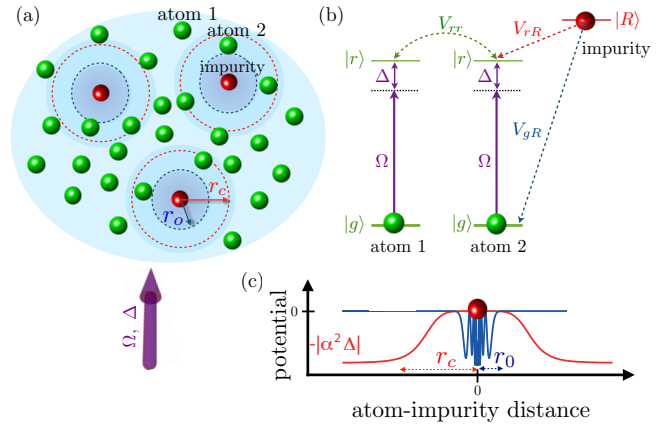 (a)
atom 1
atom 2
impurity
r_c
r_o
Ω, Δ
(b)
V_rr
V_rR
|R⟩
impurity
|r⟩
|r⟩
Δ
Δ
V_gR
Ω
Ω
|g⟩
|g⟩
atom 1
atom 2
(c)
potential
0
-|α²Δ|
r_c
r_0
0
atom-impurity distance